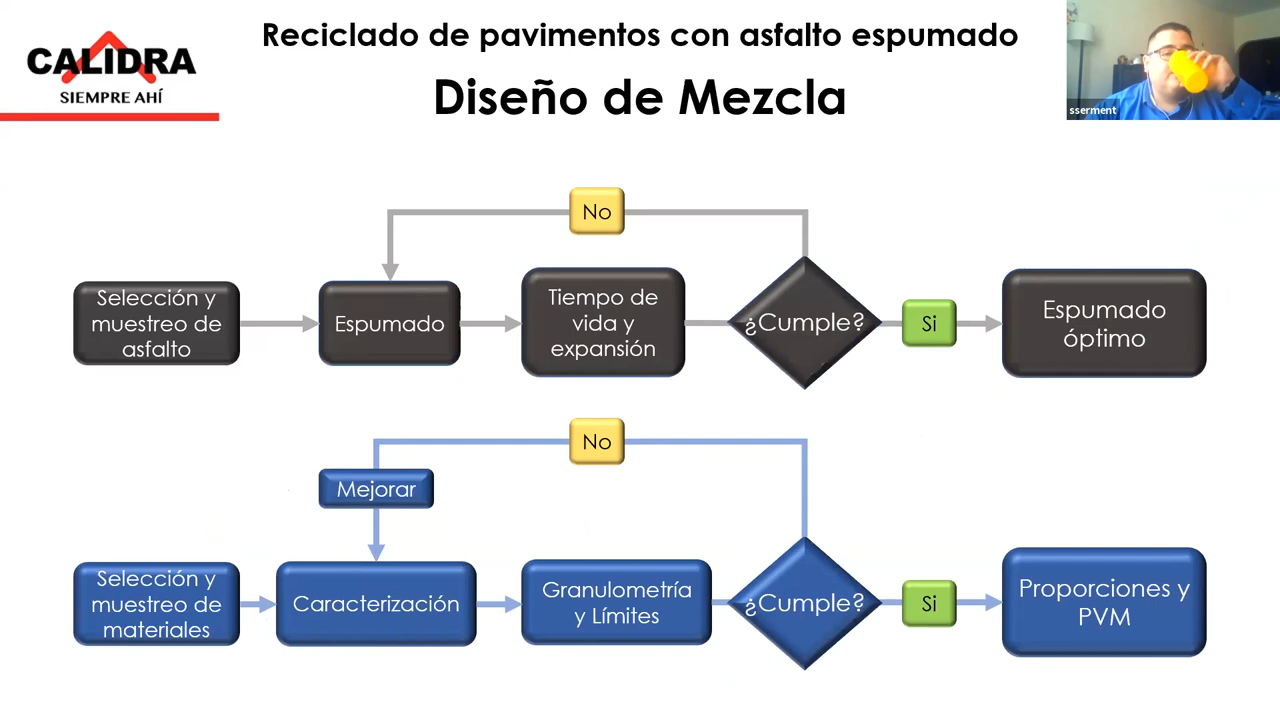 CALIDRA
SIEMPRE AHÍ
Reciclado de pavimentos con asfalto espumado
Diseño de Mezcla
sserment
No
Selección y
muestreo de
asfalto
Espumado
Tiempo de
vida y
expansión
¿Cumple?
Si
Espumado
óptimo
No
Mejorar
Selección y
muestreo de
materiales
Caracterización
Granulometría
y Límites
¿Cumple?
Si
Proporciones y
PVM